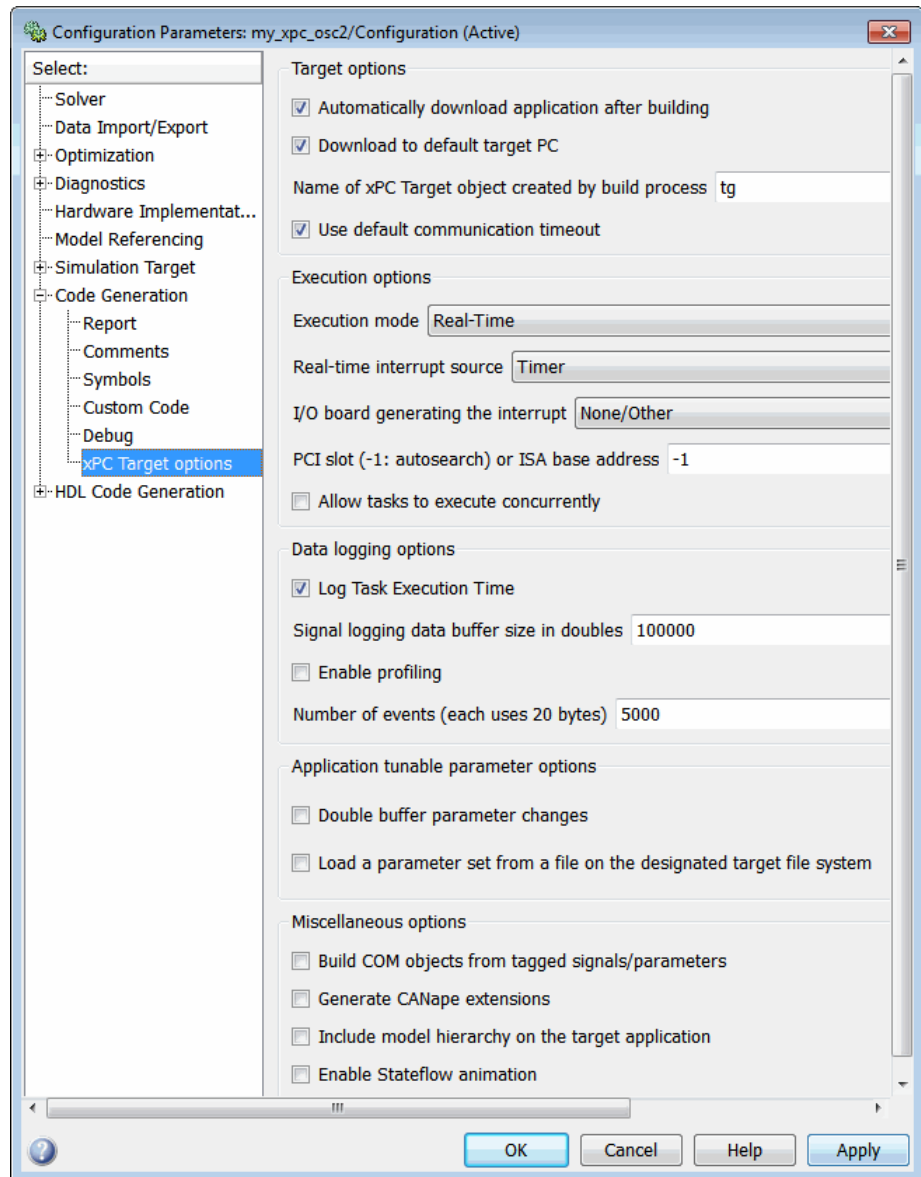 Configuration Parameters: my_xpc_osc2/Configuration (Active)
Select:
Solver
Data Import/Export
Optimization
Diagnostics
Hardware Implementat...
Model Referencing
Simulation Target
Code Generation
Report
Comments
Symbols
Custom Code
Debug
xPC Target options
HDL Code Generation
Target options
Automatically download application after building
Download to default target PC
Name of xPC Target object created by build process tg
Use default communication timeout
Execution options
Execution mode Real-Time
Real-time interrupt source Timer
I/O board generating the interrupt None/Other
PCI slot (-1: autosearch) or ISA base address -1
Allow tasks to execute concurrently
Data logging options
Log Task Execution Time
Signal logging data buffer size in doubles 100000
Enable profiling
Number of events (each uses 20 bytes) 5000
Application tunable parameter options
Double buffer parameter changes
Load a parameter set from a file on the designated target file system
Miscellaneous options
Build COM objects from tagged signals/parameters
Generate CANape extensions
Include model hierarchy on the target application
Enable Stateflow animation
OK Cancel Help Apply